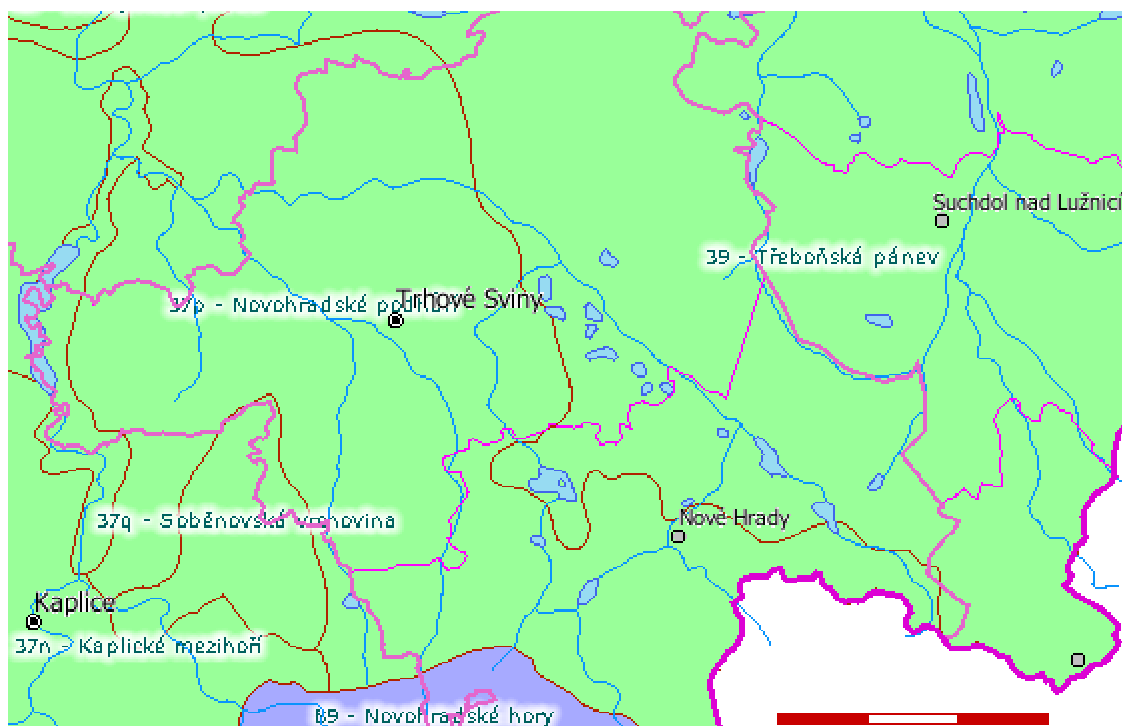 Suchdol nad Lužnicí
39 - Třeboňská pánev
Trhové Sviny
37p - Novohradské podhůří
37q - Soběnovská vrchovina
Nové Hrady
Kaplice
37n - Kaplické mezihoří
B9 - Novohradské hory